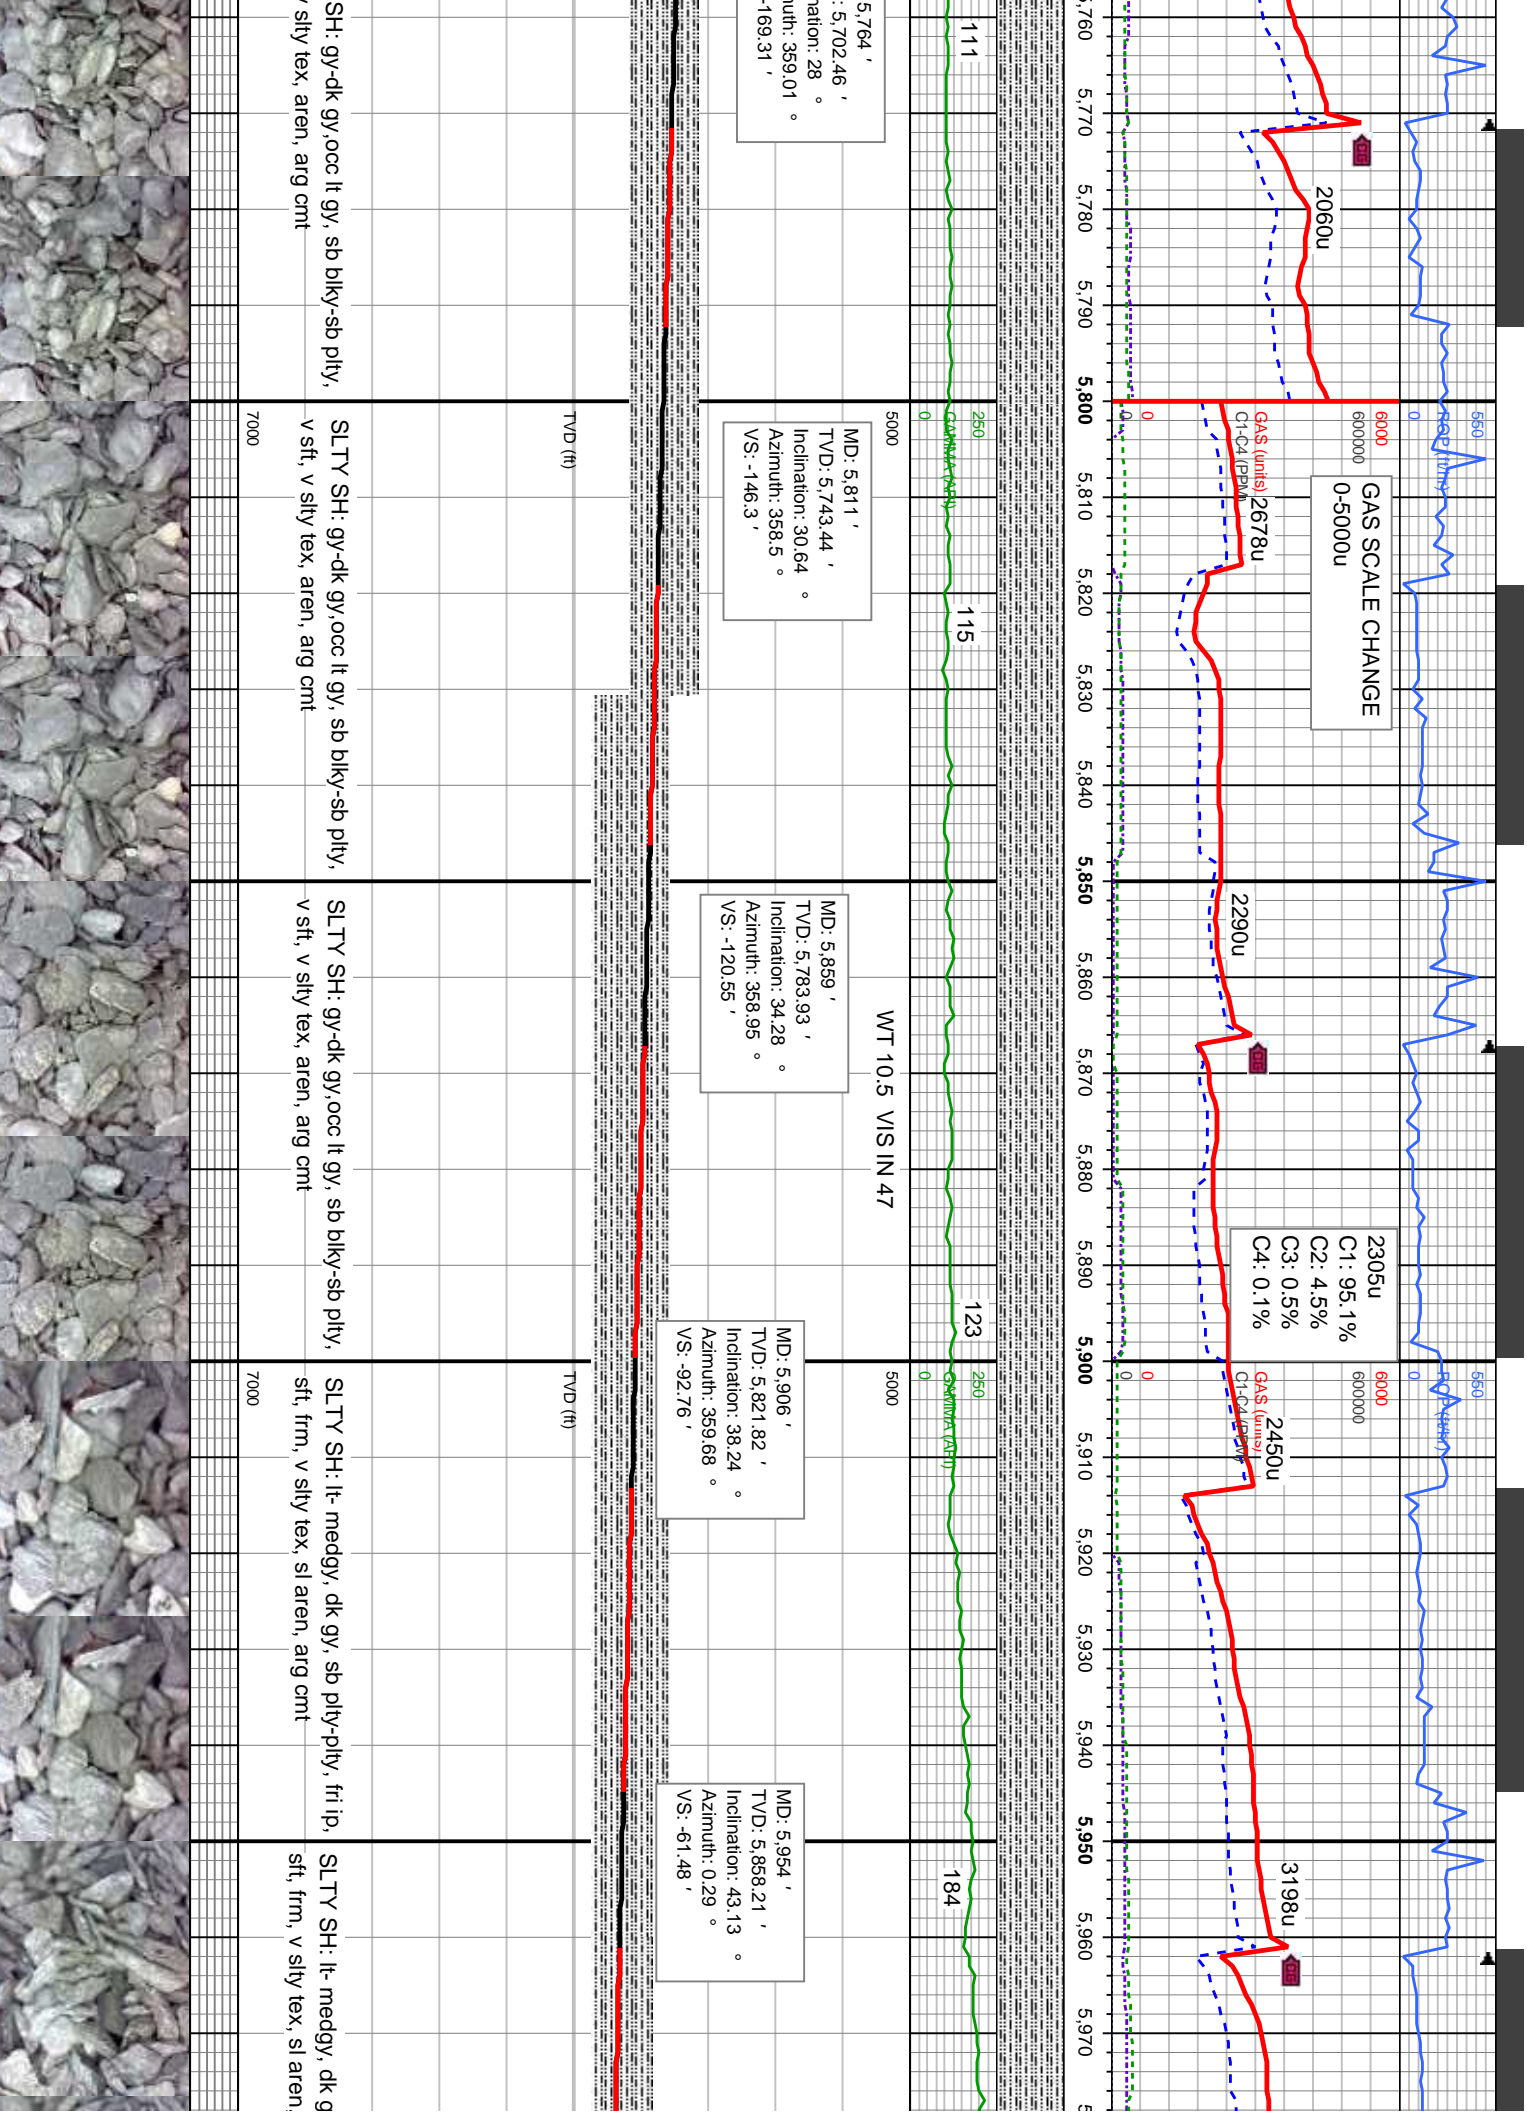 5,760
5,770
5,780
5,790
5,800
5,810
5,820
5,830
5,840
5,850
5,860
5,870
5,880
5,890
5,900
5,910
5,920
5,930
5,940
5,950
5,960
5,970
550
ROP (ft/hr)
0
550
ROP (ft/hr)
0
2060u
6000
600000
GAS (units)
C1-C4 (PPM)
0
0
GAS SCALE CHANGE
0-5000u
2678u
2290u
2305u
C1: 95.1%
C2: 4.5%
C3: 0.5%
C4: 0.1%
6000
600000
GAS (units)
C1-C4 (PPM)
0
0
2450u
3198u
111
250
GAMMA (API)
0
115
123
250
GAMMA (API)
0
184
5,764 '
: 5,702.46 '
nation: 28 °
uth: 359.01 °
-169.31 '
5000
MD: 5,811 '
TVD: 5,743.44 '
Inclination: 30.64 °
Azimuth: 358.5 °
VS: -146.3 '
WT 10.5 VIS IN 47
MD: 5,859 '
TVD: 5,783.93 '
Inclination: 34.28 °
Azimuth: 358.95 °
VS: -120.55 '
5000
MD: 5,906 '
TVD: 5,821.82 '
Inclination: 38.24 °
Azimuth: 359.68 °
VS: -92.76 '
MD: 5,954 '
TVD: 5,858.21 '
Inclination: 43.13 °
Azimuth: 0.29 °
VS: -61.48 '
TVD (ft)
7000
TVD (ft)
7000
SH: gy-dk gy,occ lt gy, sb blky-sb plty,
v slty tex, aren, arg cmt
SLTY SH: gy-dk gy,occ lt gy, sb blky-sb plty,
v sft, v slty tex, aren, arg cmt
SLTY SH: gy-dk gy,occ lt gy, sb blky-sb plty,
v sft, v slty tex, aren, arg cmt
SLTY SH: lt- medgy, dk gy, sb plty-plty, fri ip,
sft, frm, v slty tex, sl aren, arg cmt
SLTY SH: lt- medgy, dk g
sft, frm, v slty tex, sl aren,